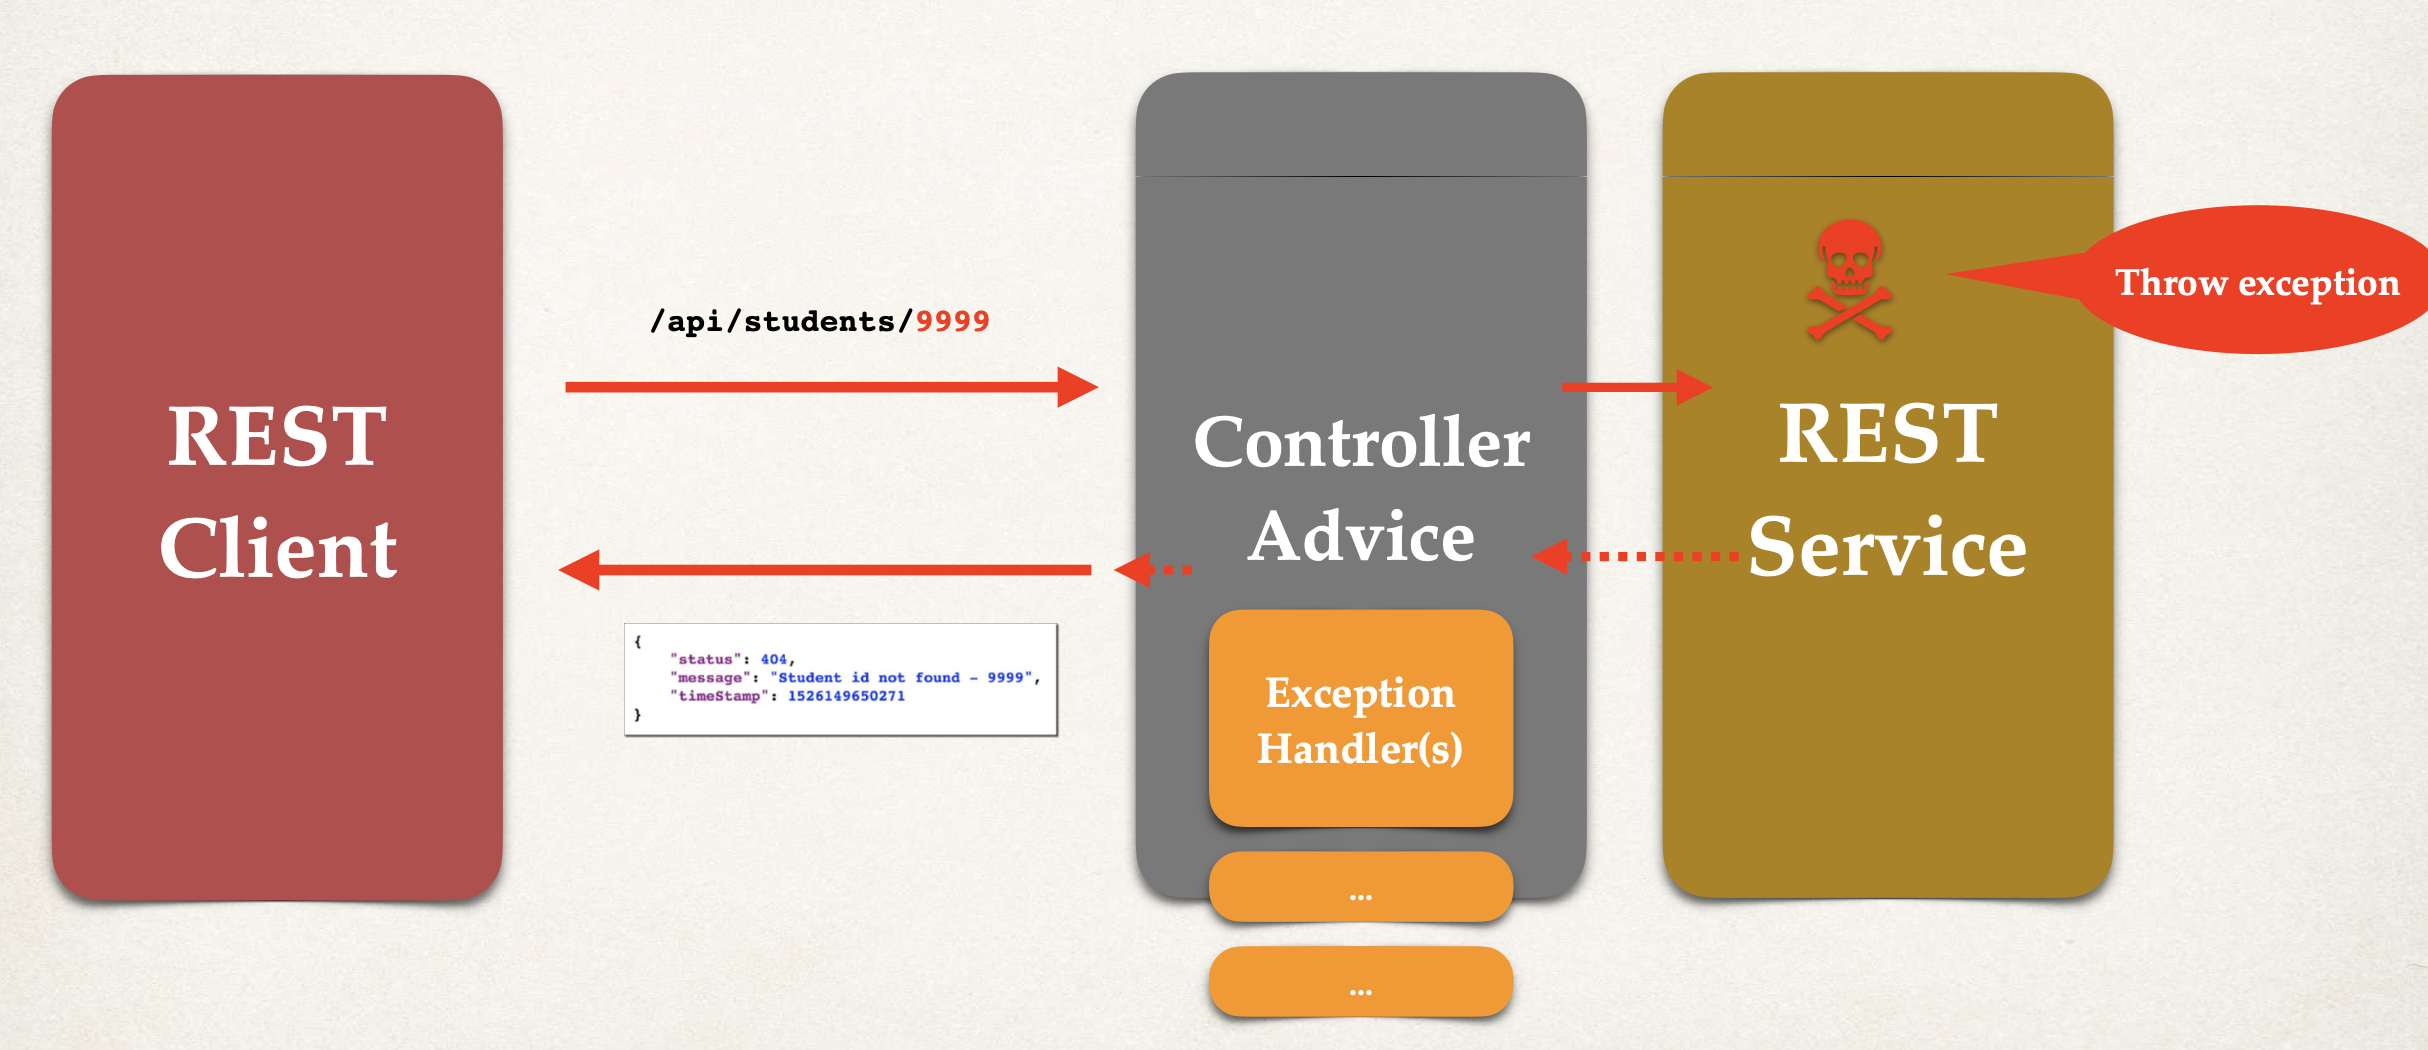 REST
Client
/api/students/9999
{
"status": 404,
"message": "Student id not found - 9999",
"timeStamp": 1526149650271
}
Controller
Advice
Exception
Handler(s)
...
...
REST
Service
Throw exception